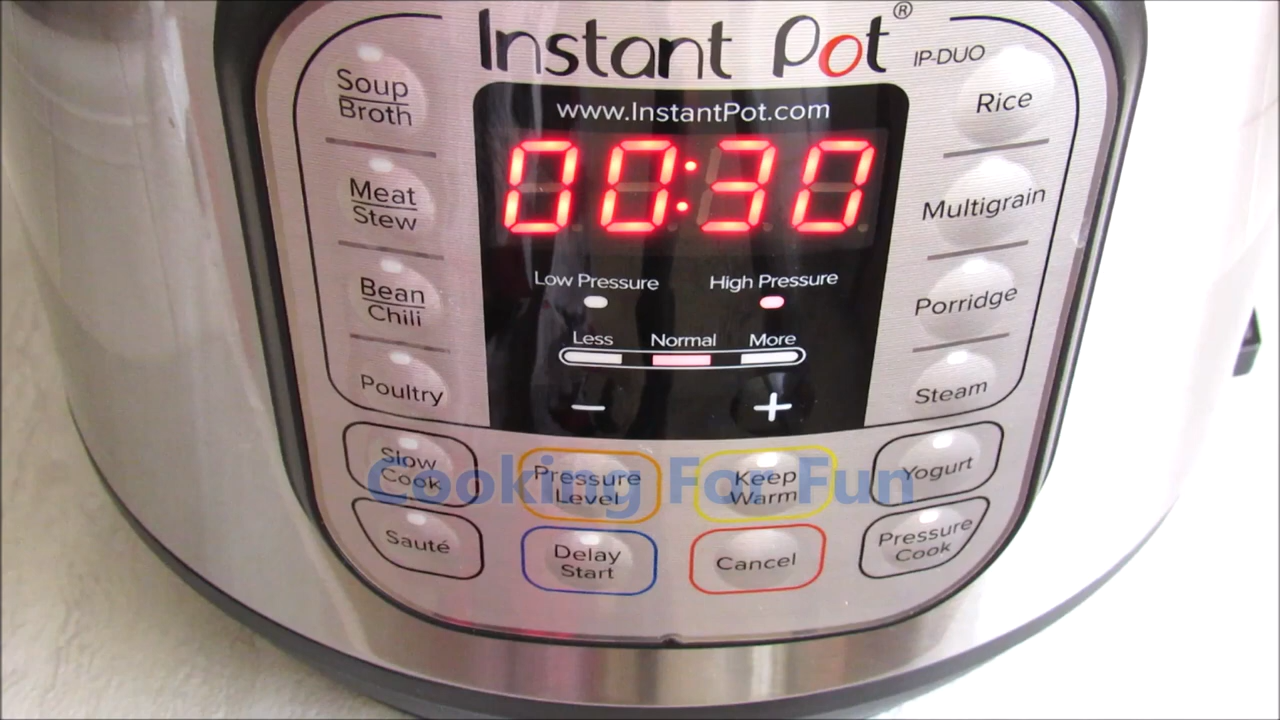 Instant Pot®
IP-DUO
www.InstantPot.com
00:30
Low Pressure
High Pressure
Less Normal More
− +
Soup
Broth
Meat
Stew
Bean
Chili
Poultry
Rice
Multigrain
Porridge
Steam
Slow
Cook
Pressure
Level
Keep
Warm
Yogurt
Sauté
Delay
Start
Cancel
Pressure
Cook
Cooking For Fun